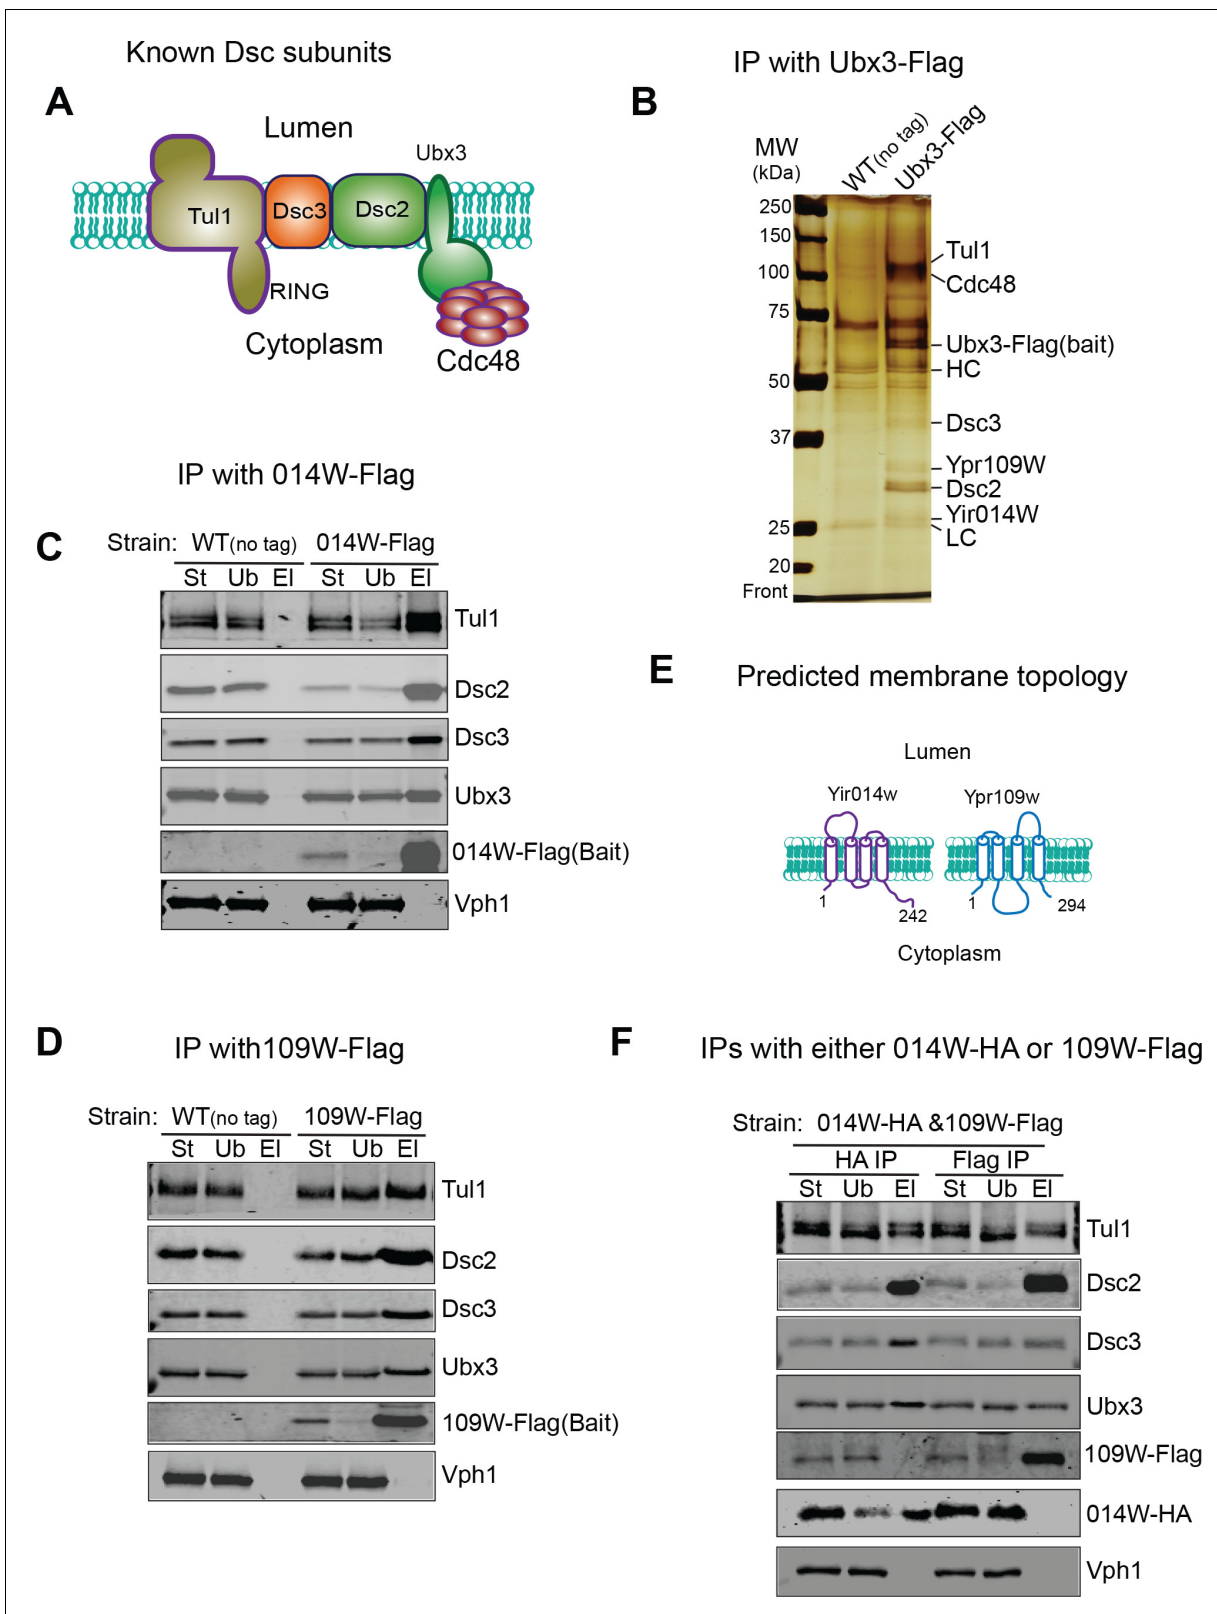 Known Dsc subunits
A
Lumen
Ubx3
Tul1
Dsc3
Dsc2
RING
Cytoplasm
Cdc48
IP with Ubx3-Flag
B
MW
(kDa)
WT(no tag)
Ubx3-Flag
250
150
100
75
50
37
25
20
Front
Tul1
Cdc48
Ubx3-Flag(bait)
HC
Dsc3
Ypr109W
Dsc2
Yir014W
LC
IP with 014W-Flag
C
Strain: WT(no tag) 014W-Flag
St Ub El St Ub El
Tul1
Dsc2
Dsc3
Ubx3
014W-Flag(Bait)
Vph1
E
Predicted membrane topology
Lumen
Yir014w
Ypr109w
1
242
1
294
Cytoplasm
D
IP with109W-Flag
Strain: WT(no tag) 109W-Flag
St Ub El St Ub El
Tul1
Dsc2
Dsc3
Ubx3
109W-Flag(Bait)
Vph1
F
IPs with either 014W-HA or 109W-Flag
Strain: 014W-HA &109W-Flag
HA IP Flag IP
St Ub El St Ub El
Tul1
Dsc2
Dsc3
Ubx3
109W-Flag
014W-HA
Vph1